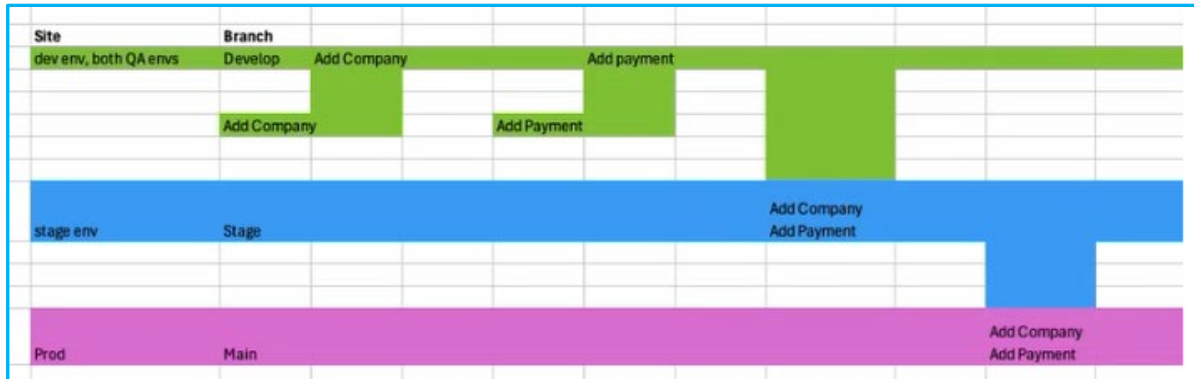 Site Branch
dev env, both QA envs Develop Add Company Add payment
Add Company Add Payment
Add Company
stage env Stage Add Payment
Add Company
Prod Main Add Payment